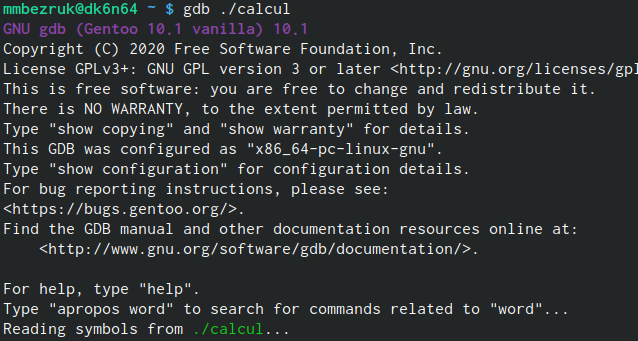 mmbezruk@dk6n64 ~ $ gdb ./calcul
GNU gdb (Gentoo 10.1 vanilla) 10.1
Copyright (C) 2020 Free Software Foundation, Inc.
License GPLv3+: GNU GPL version 3 or later <http://gnu.org/licenses/gpl
This is free software: you are free to change and redistribute it.
There is NO WARRANTY, to the extent permitted by law.
Type "show copying" and "show warranty" for details.
This GDB was configured as "x86_64-pc-linux-gnu".
Type "show configuration" for configuration details.
For bug reporting instructions, please see:
<https://bugs.gentoo.org/>.
Find the GDB manual and other documentation resources online at:
    <http://www.gnu.org/software/gdb/documentation/>.

For help, type "help".
Type "apropos word" to search for commands related to "word"...
Reading symbols from ./calcul...